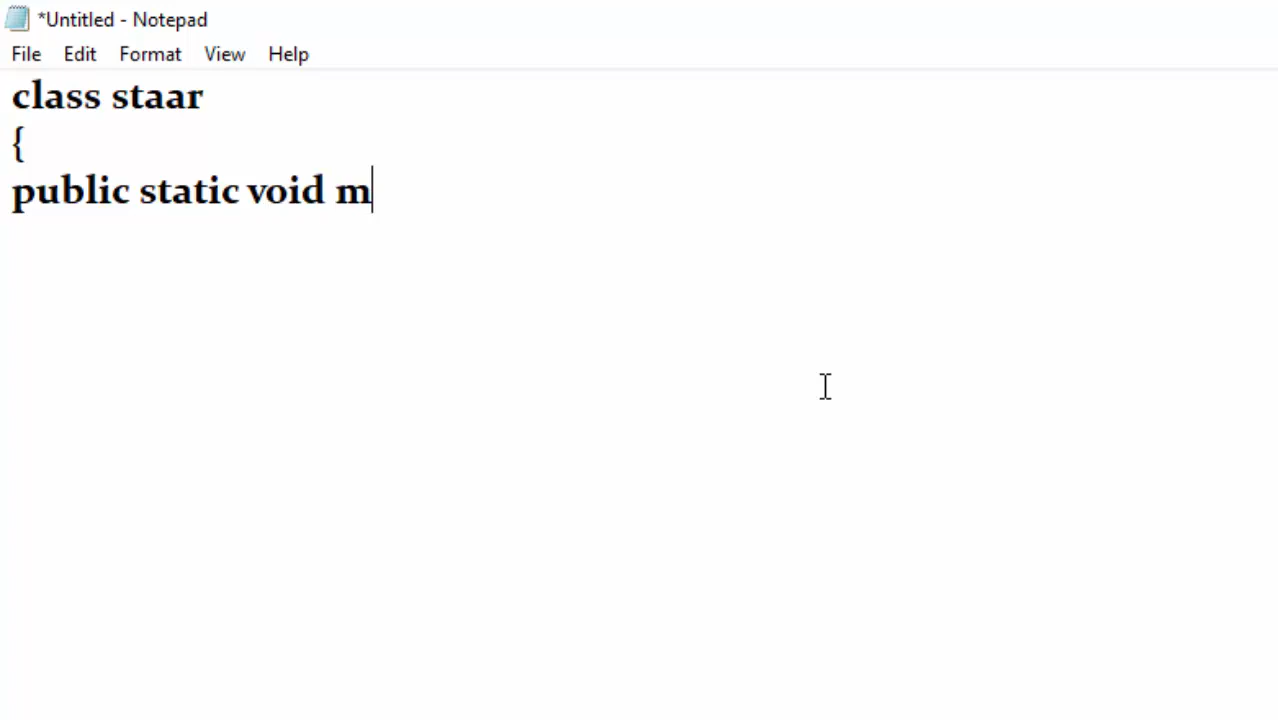 *Untitled - Notepad
File Edit Format View Help
class staar
{
public static void m